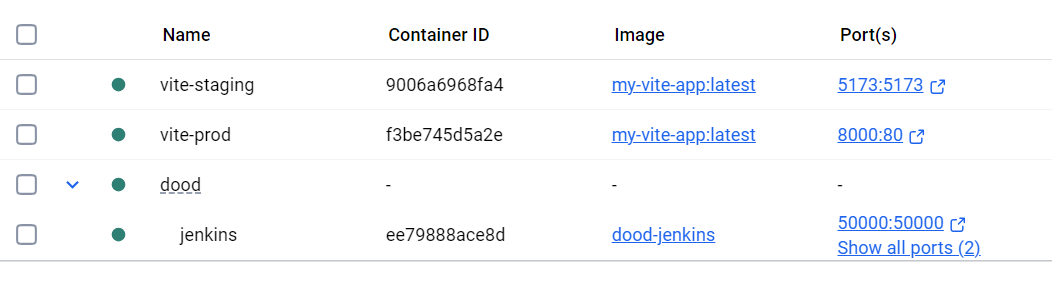 Name Container ID Image Port(s)
vite-staging 9006a6968fa4 my-vite-app:latest 5173:5173
vite-prod f3be745d5a2e my-vite-app:latest 8000:80
dood - - -
jenkins ee79888ace8d dood-jenkins 50000:50000
Show all ports (2)